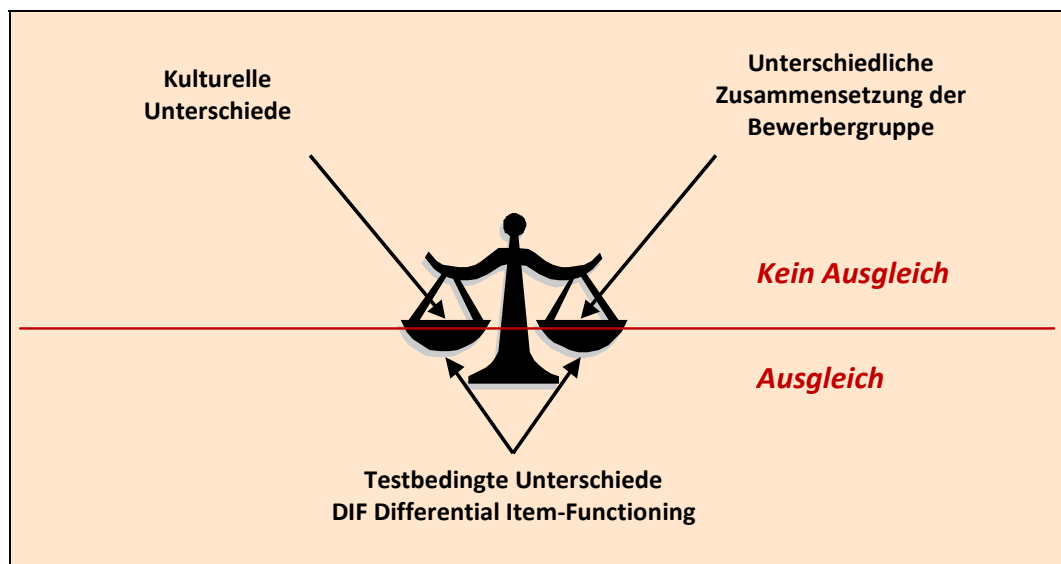 Kulturelle
Unterschiede
Unterschiedliche
Zusammensetzung der
Bewerbergruppe
Kein Ausgleich
Ausgleich
Testbedingte Unterschiede
DIF Differential Item-Functioning